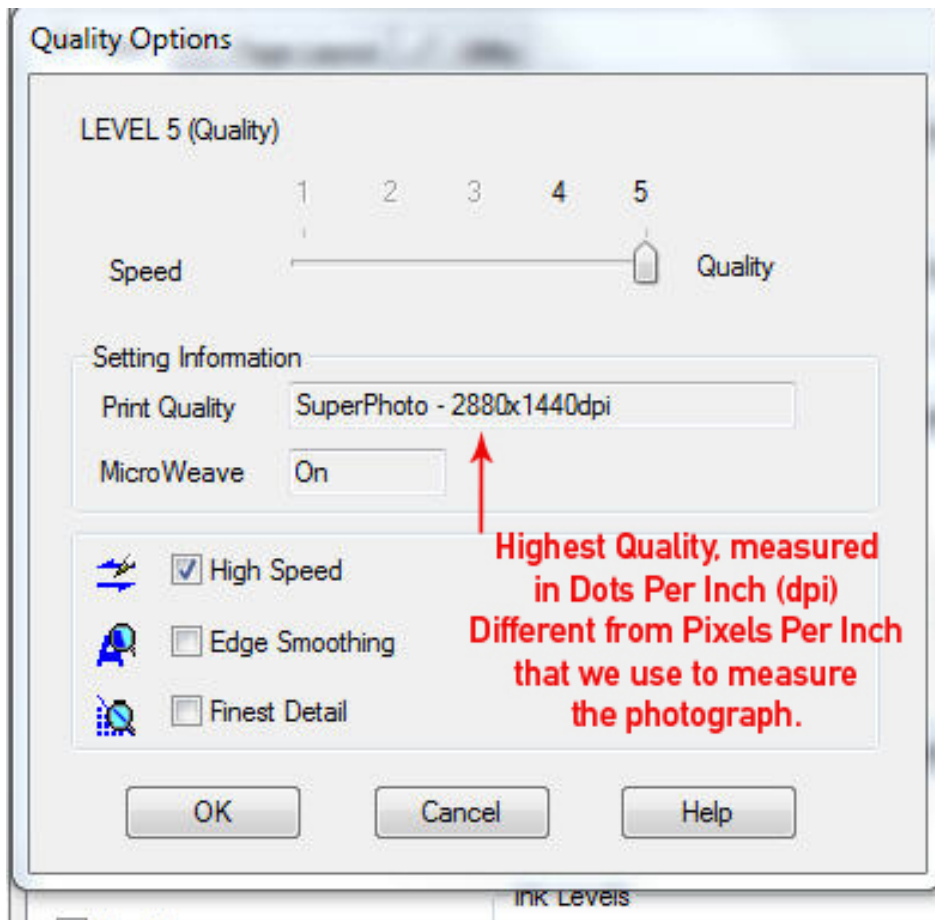 Quality Options
LEVEL 5 (Quality)
1 2 3 4 5
Speed Quality
Setting Information
Print Quality SuperPhoto - 2880x1440dpi
MicroWeave On
High Speed
Edge Smoothing
Finest Detail
Highest Quality, measured
in Dots Per Inch (dpi)
Different from Pixels Per Inch
that we use to measure
the photograph.
OK Cancel Help
Ink Levels